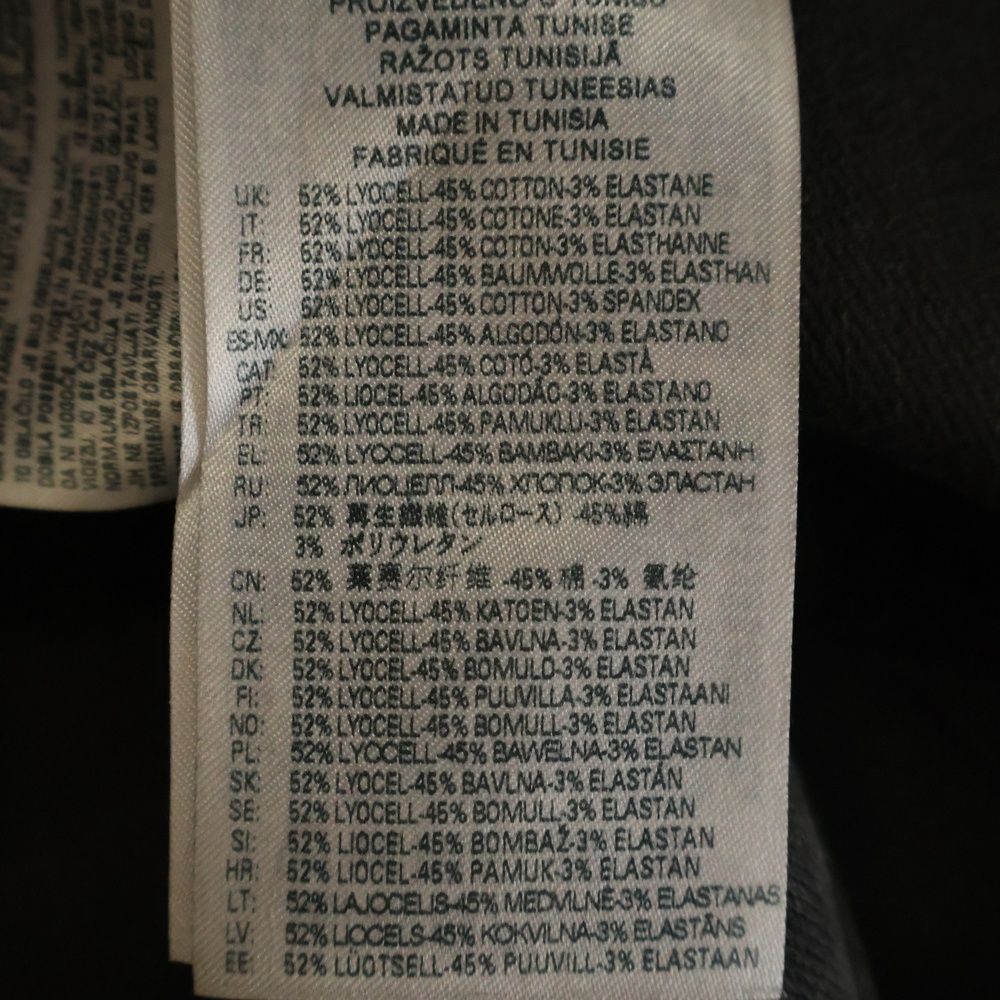 PROIZVEDENO U TUNISU
PAGAMINTA TUNISE
RAŽOTS TUNISIJĀ
VALMISTATUD TUNEESIAS
MADE IN TUNISIA
FABRIQUÉ EN TUNISIE
UK: 52% LYOCELL-45% COTTON-3% ELASTANE
IT: 52% LYOCELL-45% COTONE-3% ELASTAN
FR: 52% LYOCELL-45% COTON-3% ELASTHANNE
DE: 52% LYOCELL-45% BAUMWOLLE-3% ELASTHAN
US: 52% LYOCELL-45% COTTON-3% SPANDEX
ES-MX: 52% LYOCELL-45% ALGODÓN-3% ELASTANO
CAT: 52% LYOCELL-45% COTÓ-3% ELASTÀ
PT: 52% LIOCEL-45% ALGODÃO-3% ELASTANO
TR: 52% LYOCELL-45% PAMUKLU-3% ELASTAN
EL: 52% LYOCELL-45% ΒΑΜΒΑΚΙ-3% ΕΛΑΣΤΑΝΗ
RU: 52% ЛИОЦЕЛЛ-45% ХЛОПОК-3% ЭЛАСТАН
JP: 52% 再生繊維(セルロース) -45%綿
3% ポリウレタン
CN: 52% 莱赛尔纤维 -45% 棉 -3% 氨纶
NL: 52% LYOCELL-45% KATOEN-3% ELASTAN
CZ: 52% LYOCELL-45% BAVLNA-3% ELASTAN
DK: 52% LYOCEL-45% BOMULD-3% ELASTAN
FI: 52% LYOCELL-45% PUUVILLA-3% ELASTAANI
NO: 52% LYOCELL-45% BOMULL-3% ELASTAN
PL: 52% LYOCELL-45% BAWEŁNA-3% ELASTAN
SK: 52% LYOCEL-45% BAVLNA-3% ELASTÁN
SE: 52% LYOCELL-45% BOMULL-3% ELASTAN
SI: 52% LIOCEL-45% BOMBAŽ-3% ELASTAN
HR: 52% LIOCEL-45% PAMUK-3% ELASTAN
LT: 52% LAJOCELIS-45% MEDVILNĖ-3% ELASTANAS
LV: 52% LIOCELS-45% KOKVILNA-3% ELASTĀNS
EE: 52% LÜOTSELL-45% PUUVILL-3% ELASTAAN